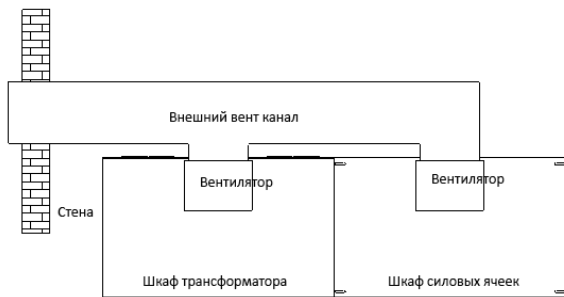 Внешний вент канал
Вентилятор
Вентилятор
Стена
Шкаф трансформатора
Шкаф силовых ячеек